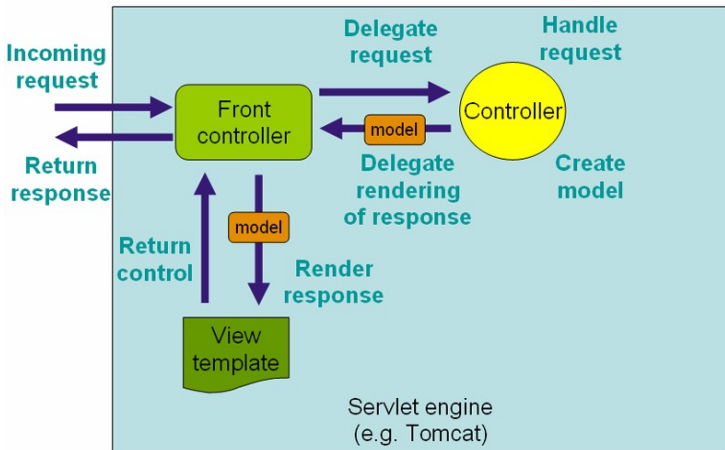 Incoming
request
Return
response
Front
controller
Delegate
request
Handle
request
Controller
model
Delegate
rendering
of response
Create
model
Return
control
model
Render
response
View
template
Servlet engine
(e.g. Tomcat)